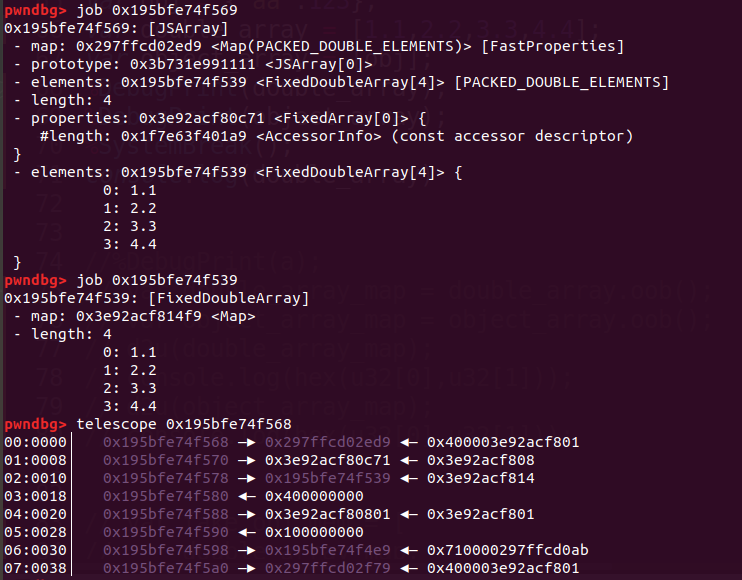 pwndbg> job 0x195bfe74f569
0x195bfe74f569: [JSArray]
- map: 0x297ffcd02ed9 <Map(PACKED_DOUBLE_ELEMENTS)> [FastProperties]
- prototype: 0x3b731e991111 <JSArray[0]>
- elements: 0x195bfe74f539 <FixedDoubleArray[4]> [PACKED_DOUBLE_ELEMENTS]
- length: 4
- properties: 0x3e92acf80c71 <FixedArray[0]> {
#length: 0x1f7e63f401a9 <AccessorInfo> (const accessor descriptor)
}
- elements: 0x195bfe74f539 <FixedDoubleArray[4]> {
0: 1.1
1: 2.2
2: 3.3
3: 4.4
}
pwndbg> job 0x195bfe74f539
0x195bfe74f539: [FixedDoubleArray]
- map: 0x3e92acf814f9 <Map>
- length: 4
0: 1.1
1: 2.2
2: 3.3
3: 4.4
pwndbg> telescope 0x195bfe74f568
00:0000│ 0x195bfe74f568 —▸ 0x297ffcd02ed9 ◂— 0x400003e92acf801
01:0008│ 0x195bfe74f570 —▸ 0x3e92acf80c71 ◂— 0x3e92acf808
02:0010│ 0x195bfe74f578 —▸ 0x195bfe74f539 ◂— 0x3e92acf814
03:0018│ 0x195bfe74f580 ◂— 0x400000000
04:0020│ 0x195bfe74f588 —▸ 0x3e92acf80801 ◂— 0x3e92acf801
05:0028│ 0x195bfe74f590 ◂— 0x100000000
06:0030│ 0x195bfe74f598 —▸ 0x195bfe74f4e9 ◂— 0x710000297ffcd0ab
07:0038│ 0x195bfe74f5a0 —▸ 0x297ffcd02f79 ◂— 0x400003e92acf801